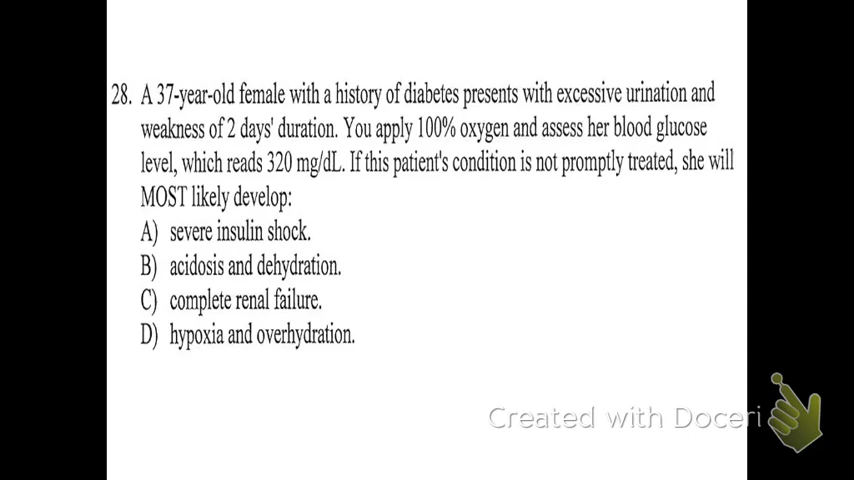 28. A 37-year-old female with a history of diabetes presents with excessive urination and
weakness of 2 days' duration. You apply 100% oxygen and assess her blood glucose
level, which reads 320 mg/dL. If this patient's condition is not promptly treated, she will
MOST likely develop:
A) severe insulin shock.
B) acidosis and dehydration.
C) complete renal failure.
D) hypoxia and overhydration.
Created with Doceri